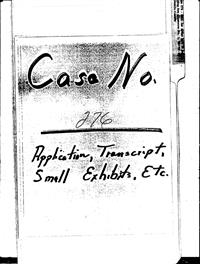 Case No.
276
Application, Transcript,
Small Exhibits, Etc.